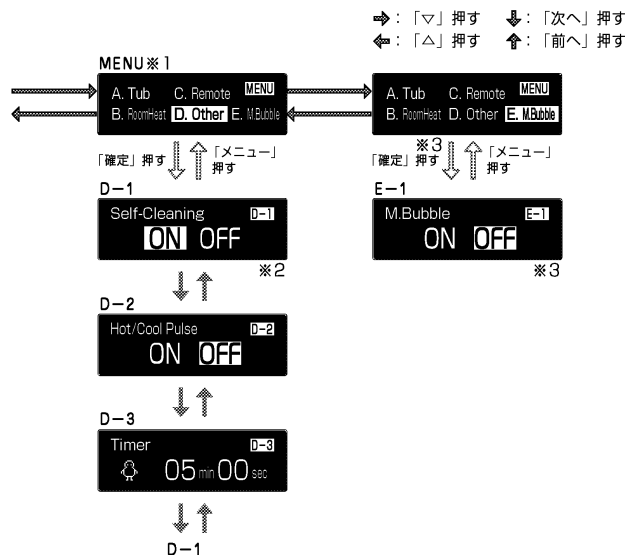 ➡：「▽」押す　⬇：「次へ」押す
⬅：「△」押す　⬆：「前へ」押す
MENU※1
A. Tub C. Remote MENU
B. RoomHeat D. Other E. M.Bubble
A. Tub C. Remote MENU
B. RoomHeat D. Other E. M.Bubble
「確定」押す
「メニュー」
押す
※3
「確定」押す
「メニュー」
押す
D-1
Self-Cleaning D-1
ON OFF
※2
E-1
M.Bubble E-1
ON OFF
※3
D-2
Hot/Cool Pulse D-2
ON OFF
D-3
Timer D-3
05 min 00 sec
D-1